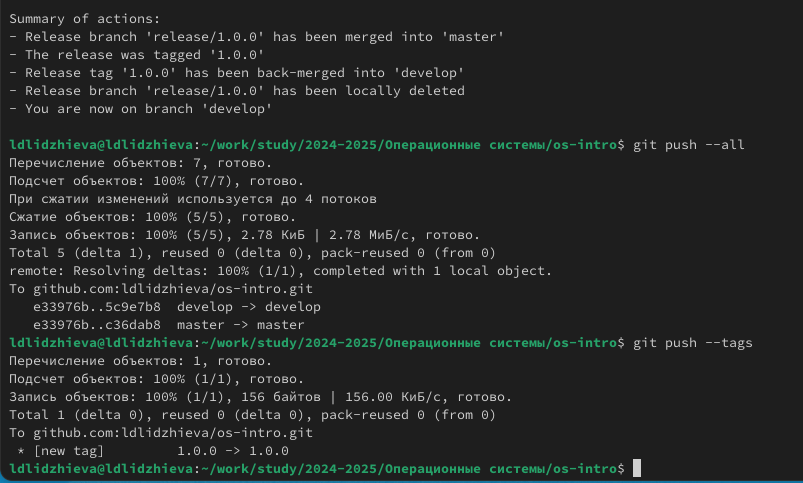 Summary of actions:
- Release branch 'release/1.0.0' has been merged into 'master'
- The release was tagged '1.0.0'
- Release tag '1.0.0' has been back-merged into 'develop'
- Release branch 'release/1.0.0' has been locally deleted
- You are now on branch 'develop'

ldlidzhieva@ldlidzhieva:~/work/study/2024-2025/Операционные системы/os-intro$ git push --all
Перечисление объектов: 7, готово.
Подсчет объектов: 100% (7/7), готово.
При сжатии изменений используется до 4 потоков
Сжатие объектов: 100% (5/5), готово.
Запись объектов: 100% (5/5), 2.78 КиБ | 2.78 МиБ/с, готово.
Total 5 (delta 1), reused 0 (delta 0), pack-reused 0 (from 0)
remote: Resolving deltas: 100% (1/1), completed with 1 local object.
To github.com:ldlidzhieva/os-intro.git
   e33976b..5c9e7b8  develop -> develop
   e33976b..c36dab8  master -> master
ldlidzhieva@ldlidzhieva:~/work/study/2024-2025/Операционные системы/os-intro$ git push --tags
Перечисление объектов: 1, готово.
Подсчет объектов: 100% (1/1), готово.
Запись объектов: 100% (1/1), 156 байтов | 156.00 КиБ/с, готово.
Total 1 (delta 0), reused 0 (delta 0), pack-reused 0 (from 0)
To github.com:ldlidzhieva/os-intro.git
 * [new tag]         1.0.0 -> 1.0.0
ldlidzhieva@ldlidzhieva:~/work/study/2024-2025/Операционные системы/os-intro$